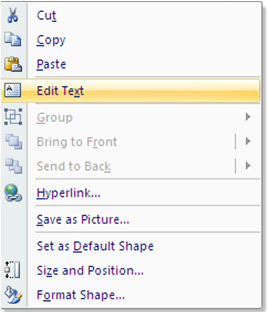 Cut
Copy
Paste
Edit Text
Group
Bring to Front
Send to Back
Hyperlink...
Save as Picture...
Set as Default Shape
Size and Position...
Format Shape...